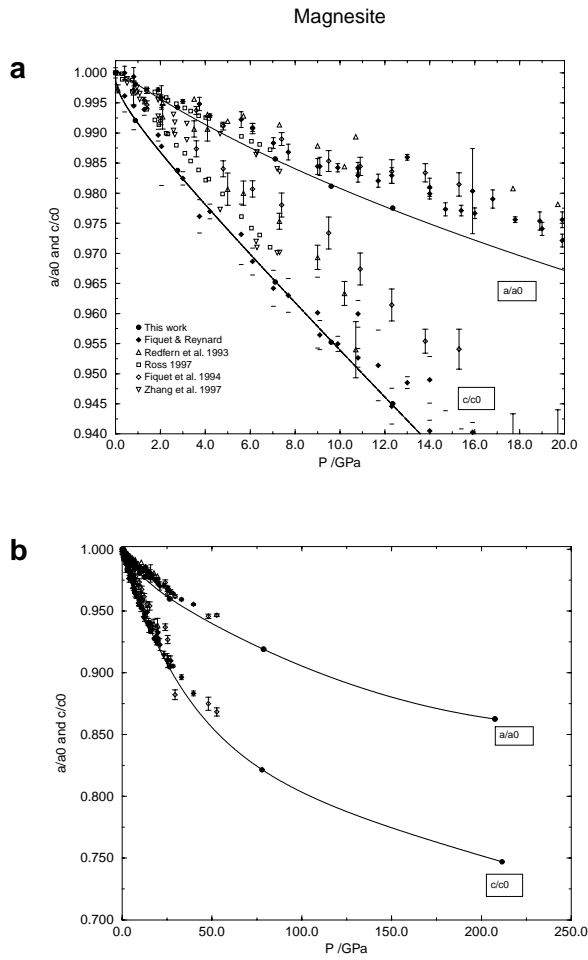 Magnesite
a
1.000
0.995
0.990
0.985
0.980
0.975
0.970
0.965
0.960
0.955
0.950
0.945
0.940
a/a0 and c/c0
a/a0
c/c0
This work
Fiquet & Reynard
Redfern et al. 1993
Ross 1997
Fiquet et al. 1994
Zhang et al. 1997
0.0 2.0 4.0 6.0 8.0 10.0 12.0 14.0 16.0 18.0 20.0
P /GPa
b
1.000
0.950
0.900
0.850
0.800
0.750
0.700
a/a0 and c/c0
a/a0
c/c0
0.0 50.0 100.0 150.0 200.0 250.0
P /GPa